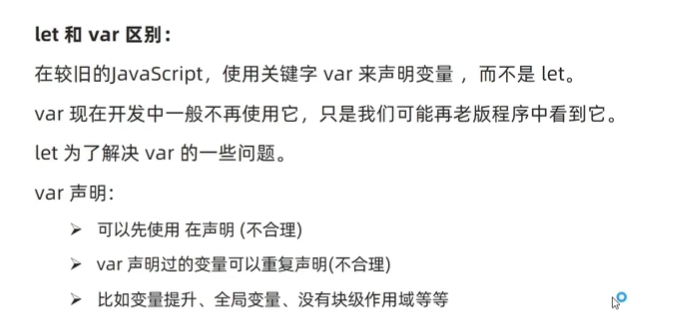 let 和 var 区别：
在较旧的JavaScript，使用关键字 var 来声明变量 ，而不是 let。
var 现在开发中一般不再使用它，只是我们可能再老版程序中看到它。
let 为了解决 var 的一些问题。
var 声明：
➢ 可以先使用 在声明 (不合理)
➢ var 声明过的变量可以重复声明(不合理)
➢ 比如变量提升、全局变量、没有块级作用域等等